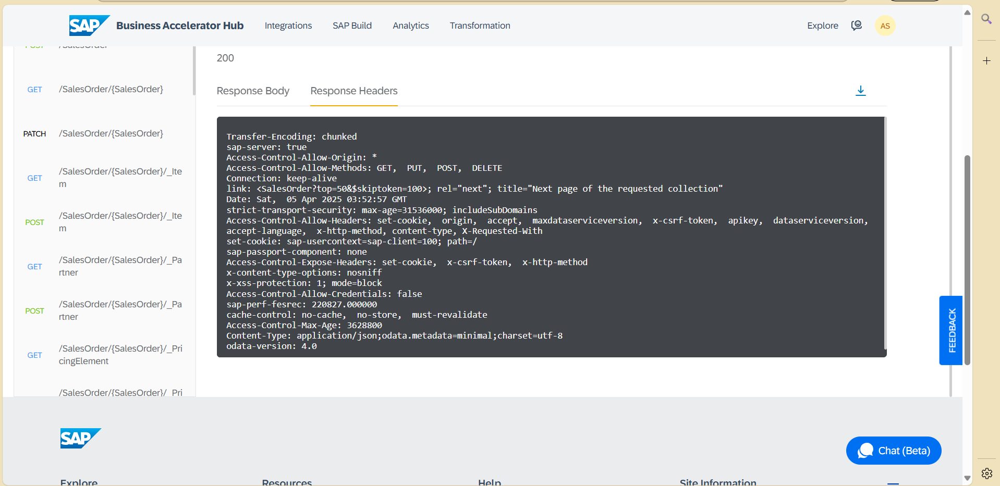 SAP Business Accelerator Hub Integrations SAP Build Analytics Transformation Explore AS
POST /SalesOrder
GET /SalesOrder/{SalesOrder}
PATCH /SalesOrder/{SalesOrder}
GET /SalesOrder/{SalesOrder}/_Ite
m
POST /SalesOrder/{SalesOrder}/_Ite
m
GET /SalesOrder/{SalesOrder}/_Pa
rtner
POST /SalesOrder/{SalesOrder}/_Pa
rtner
GET /SalesOrder/{SalesOrder}/_Pri
cingElement
/SalesOrder/{SalesOrder}/_Pri
200
Response Body Response Headers
Transfer-Encoding: chunked
sap-server: true
Access-Control-Allow-Origin: *
Access-Control-Allow-Methods: GET, PUT, POST, DELETE
Connection: keep-alive
link: <SalesOrder?top=50&$skiptoken=100>; rel="next"; title="Next page of the requested collection"
Date: Sat, 05 Apr 2025 03:52:57 GMT
strict-transport-security: max-age=31536000; includeSubDomains
Access-Control-Allow-Headers: set-cookie, origin, accept, maxdataserviceversion, x-csrf-token, apikey, dataserviceversion,
accept-language, x-http-method, content-type, X-Requested-With
set-cookie: sap-usercontext=sap-client=100; path=/
sap-passport-component: none
Access-Control-Expose-Headers: set-cookie, x-csrf-token, x-http-method
x-content-type-options: nosniff
x-xss-protection: 1; mode=block
Access-Control-Allow-Credentials: false
sap-perf-fesrec: 220827.000000
cache-control: no-cache, no-store, must-revalidate
Access-Control-Max-Age: 3628800
Content-Type: application/json;odata.metadata=minimal;charset=utf-8
odata-version: 4.0
FEEDBACK
SAP
Chat (Beta)
Explore Resources Help Site Information